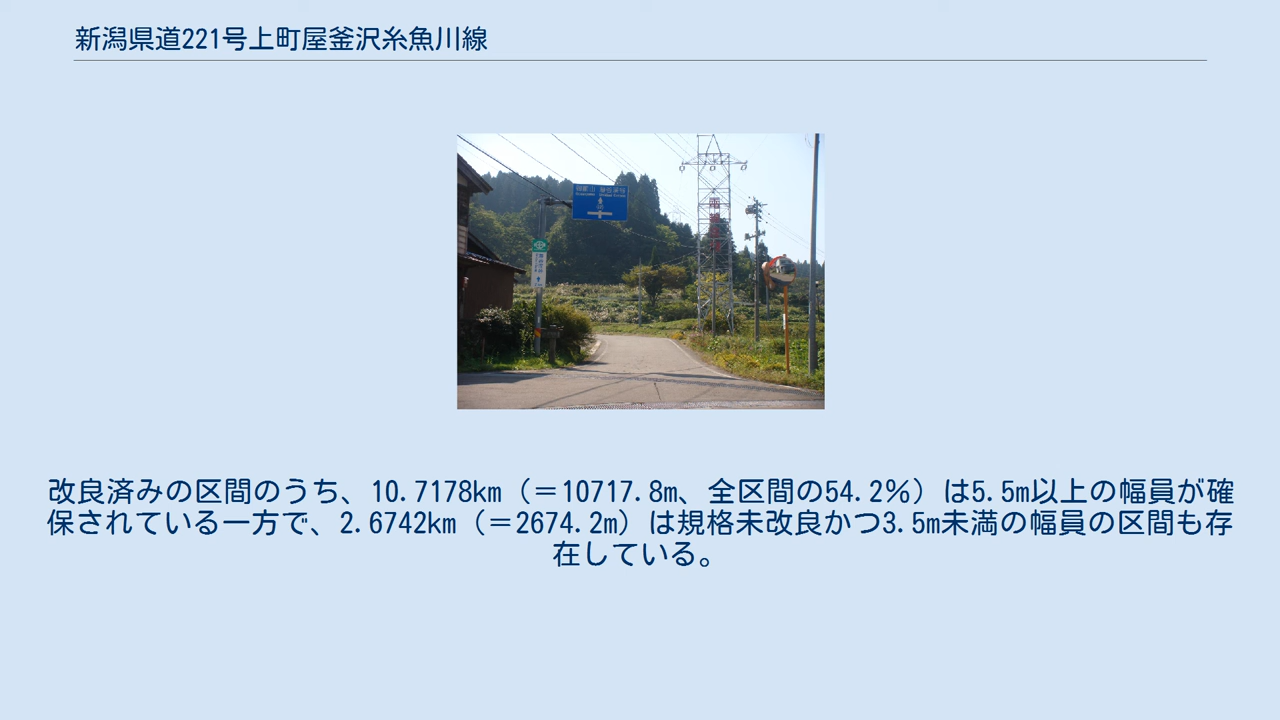 新潟県道221号上町屋釜沢糸魚川線
改良済みの区間のうち、10.7178km（＝10717.8m、全区間の54.2％）は5.5m以上の幅員が確
保されている一方で、2.6742km（＝2674.2m）は規格未改良かつ3.5m未満の幅員の区間も存
在している。